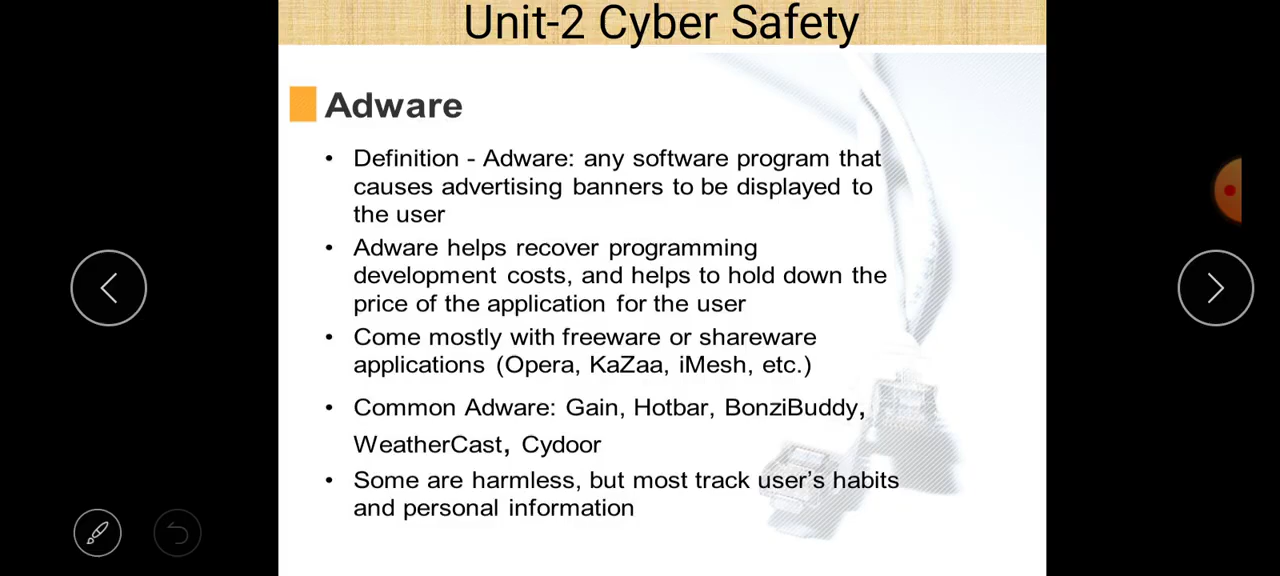 Unit-2 Cyber Safety
Adware
• Definition - Adware: any software program that
causes advertising banners to be displayed to
the user
• Adware helps recover programming
development costs, and helps to hold down the
price of the application for the user
• Come mostly with freeware or shareware
applications (Opera, KaZaa, iMesh, etc.)
• Common Adware: Gain, Hotbar, BonziBuddy,
WeatherCast, Cydoor
• Some are harmless, but most track user’s habits
and personal information